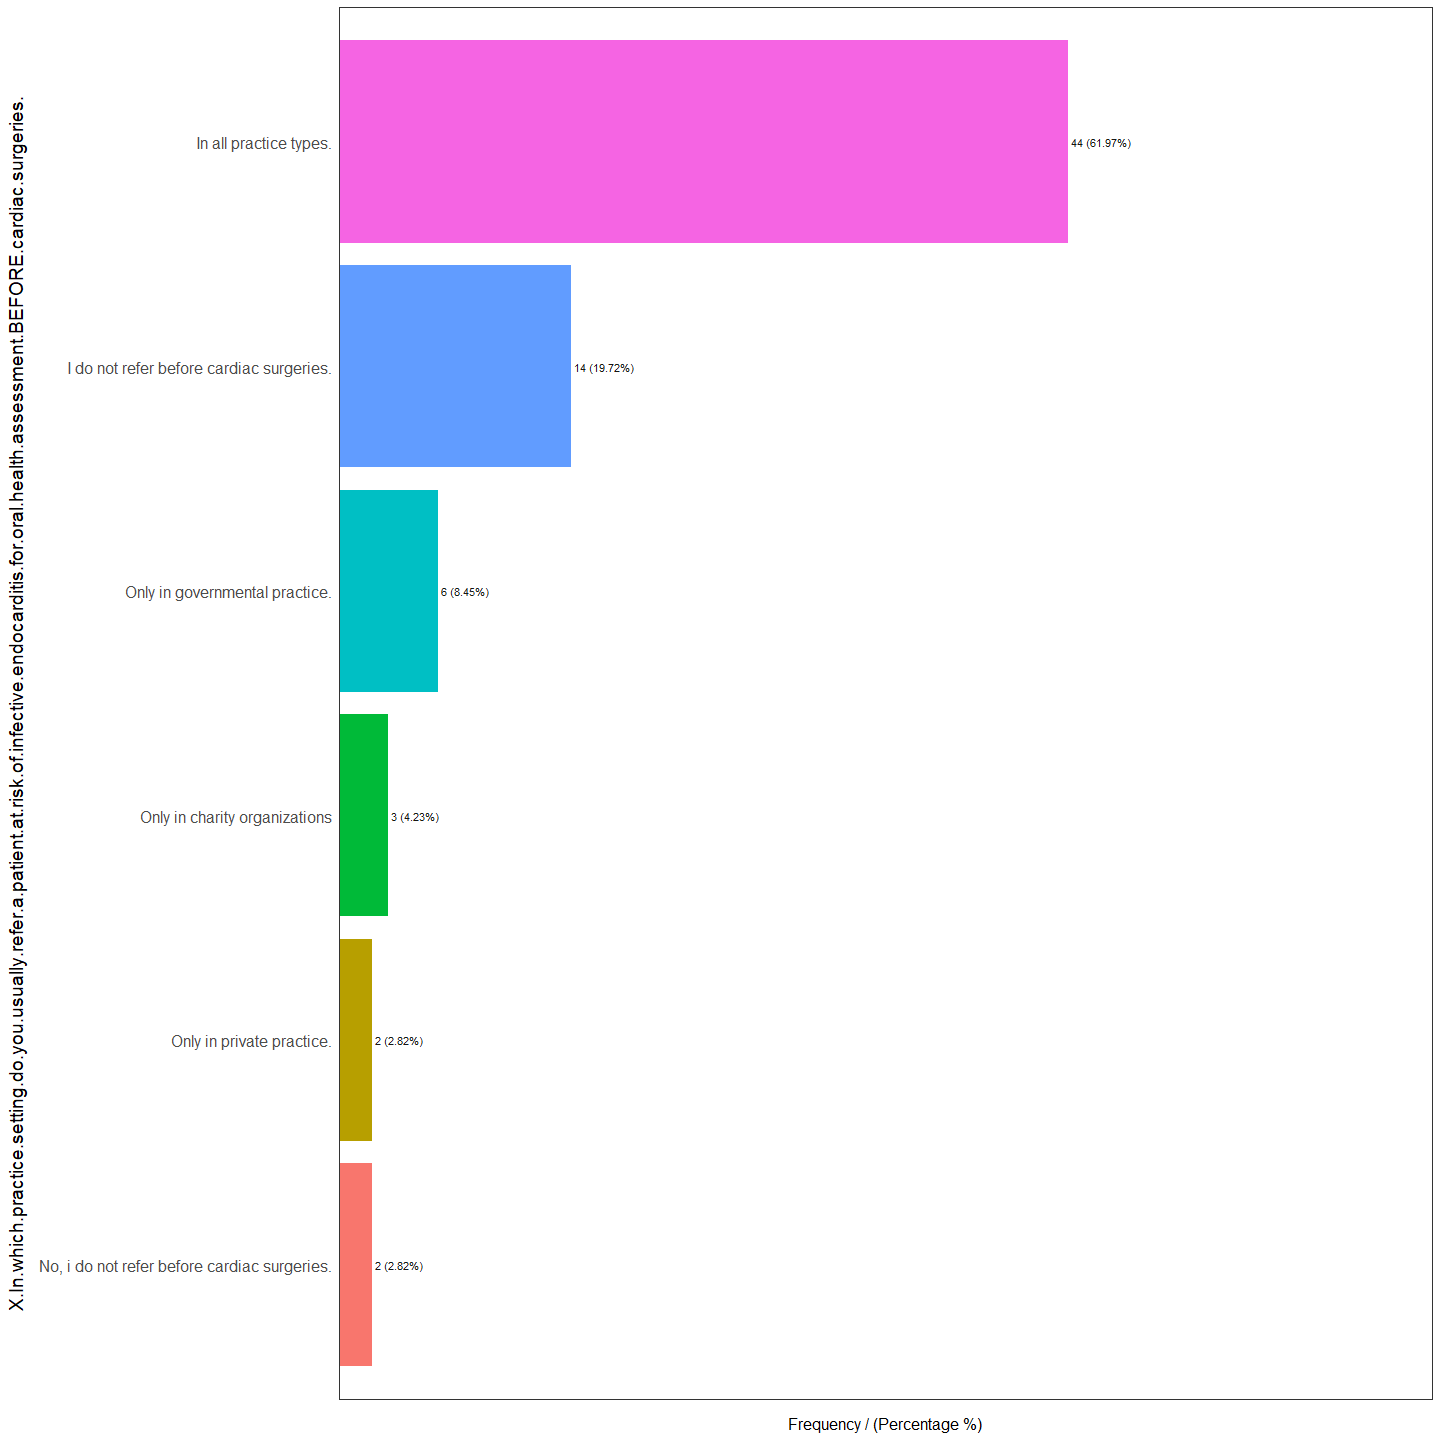 X.In.which.practice.setting.do.you.usually.refer.a.patient.at.risk.of.infective.endocarditis.for.oral.health.assessment.BEFORE.cardiac.surgeries.
In all practice types.
44 (61.97%)
I do not refer before cardiac surgeries.
14 (19.72%)
Only in governmental practice.
6 (8.45%)
Only in charity organizations
3 (4.23%)
Only in private practice.
2 (2.82%)
No, i do not refer before cardiac surgeries.
2 (2.82%)
Frequency / (Percentage %)